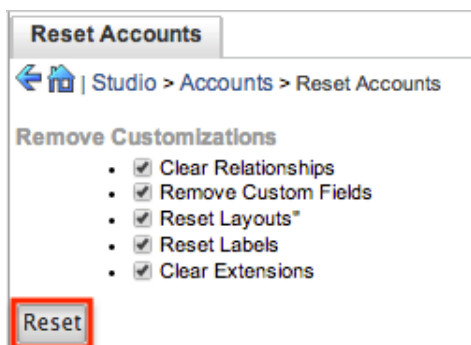 Reset Accounts
| Studio > Accounts > Reset Accounts
Remove Customizations
• Clear Relationships
• Remove Custom Fields
• Reset Layouts"
• Reset Labels
• Clear Extensions
Reset